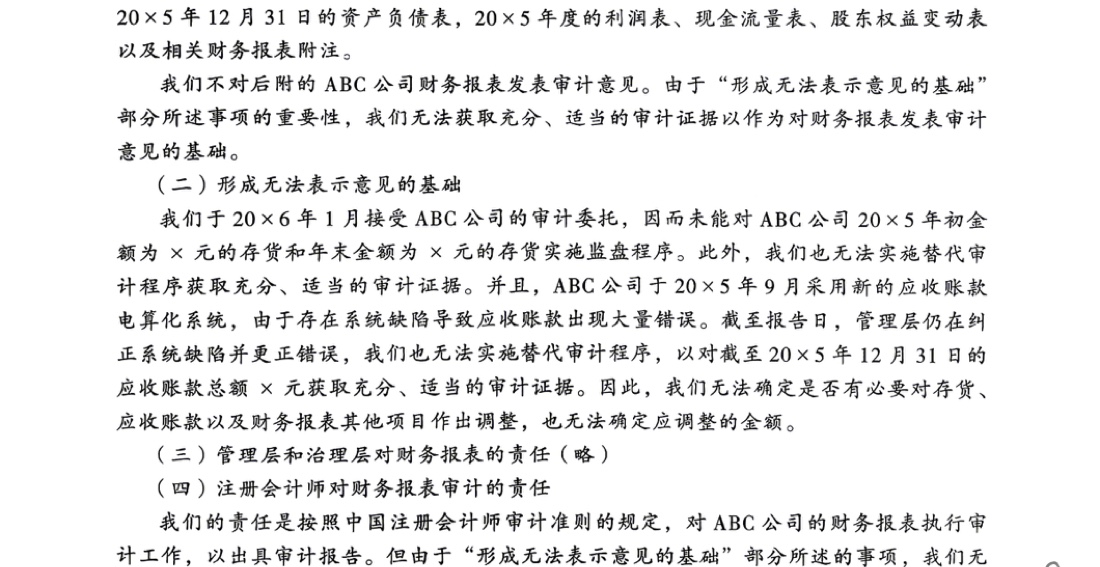 20×5年12月31日的资产负债表，20×5年度的利润表、现金流量表、股东权益变动表
以及相关财务报表附注。
我们不对后附的ABC公司财务报表发表审计意见。由于“形成无法表示意见的基础”
部分所述事项的重要性，我们无法获取充分、适当的审计证据以作为对财务报表发表审计
意见的基础。
（二）形成无法表示意见的基础
我们于20×6年1月接受ABC公司的审计委托，因而未能对ABC公司20×5年初金
额为×元的存货和年末金额为×元的存货实施监盘程序。此外，我们也无法实施替代审
计程序获取充分、适当的审计证据。并且，ABC公司于20×5年9月采用新的应收账款
电算化系统，由于存在系统缺陷导致应收账款出现大量错误。截至报告日，管理层仍在纠
正系统缺陷并更正错误，我们也无法实施替代审计程序，以对截至20×5年12月31日的
应收账款总额×元获取充分、适当的审计证据。因此，我们无法确定是否有必要对存货、
应收账款以及财务报表其他项目作出调整，也无法确定应调整的金额。
（三）管理层和治理层对财务报表的责任（略）
（四）注册会计师对财务报表审计的责任
我们的责任是按照中国注册会计师审计准则的规定，对ABC公司的财务报表执行审
计工作，以出具审计报告。但由于“形成无法表示意见的基础”部分所述的事项，我们无